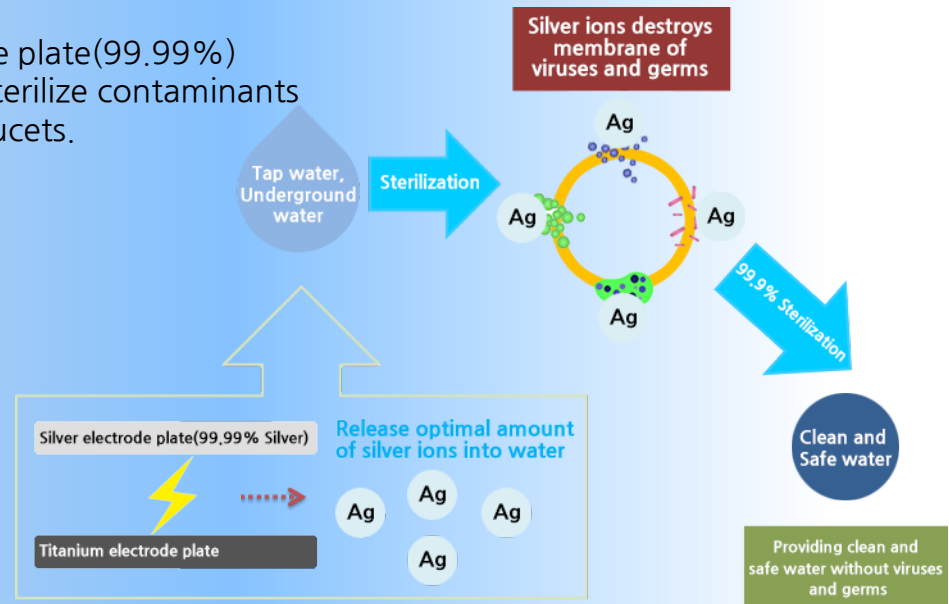 e plate(99.99%)
terilize contaminants
ucets.
Silver ions destroys
membrane of
viruses and germs
Tap water,
Underground
water
Sterilization
Ag
Ag
Ag
Ag
99.9% Sterilization
Silver electrode plate(99.99% Silver)
Titanium electrode plate
Release optimal amount
of silver ions into water
Ag
Ag
Ag
Ag
Clean and
Safe water
Providing clean and
safe water without viruses
and germs